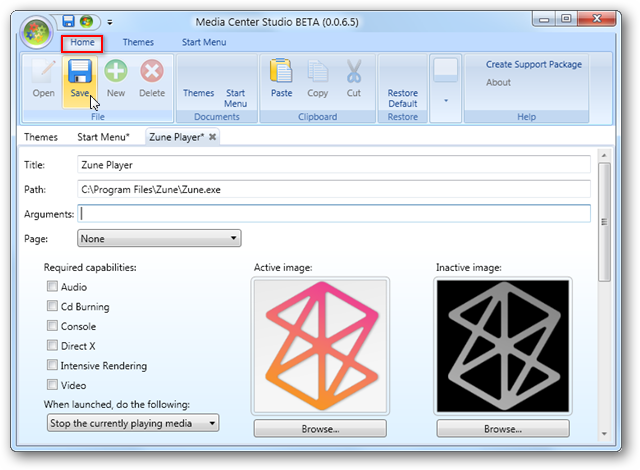 Media Center Studio BETA (0.0.6.5)
Home Themes Start Menu
Open Save New Delete Themes Start Menu Paste Copy Cut Restore Default Create Support Package
About
File Documents Clipboard Restore Help
Themes Start Menu* Zune Player*
Title: Zune Player
Path: C:\Program Files\Zune\Zune.exe
Arguments:
Page: None
Required capabilities: Active image: Inactive image:
Audio
Cd Burning
Console
Direct X
Intensive Rendering
Video
When launched, do the following:
Stop the currently playing media Browse... Browse...